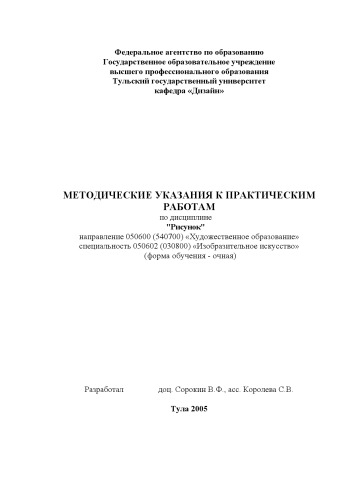 Федеральное агентство по образованию
Государственное образовательное учреждение
высшего профессионального образования
Тульский государственный университет
кафедра «Дизайн»
МЕТОДИЧЕСКИЕ УКАЗАНИЯ К ПРАКТИЧЕСКИМ
РАБОТАМ
по дисциплине
"Рисунок"
направление 050600 (540700) «Художественное образование»
специальность 050602 (030800) «Изобразительное искусство»
(форма обучения - очная)
Разработал доц. Сорокин В.Ф., асс. Королева С.В.
Тула 2005